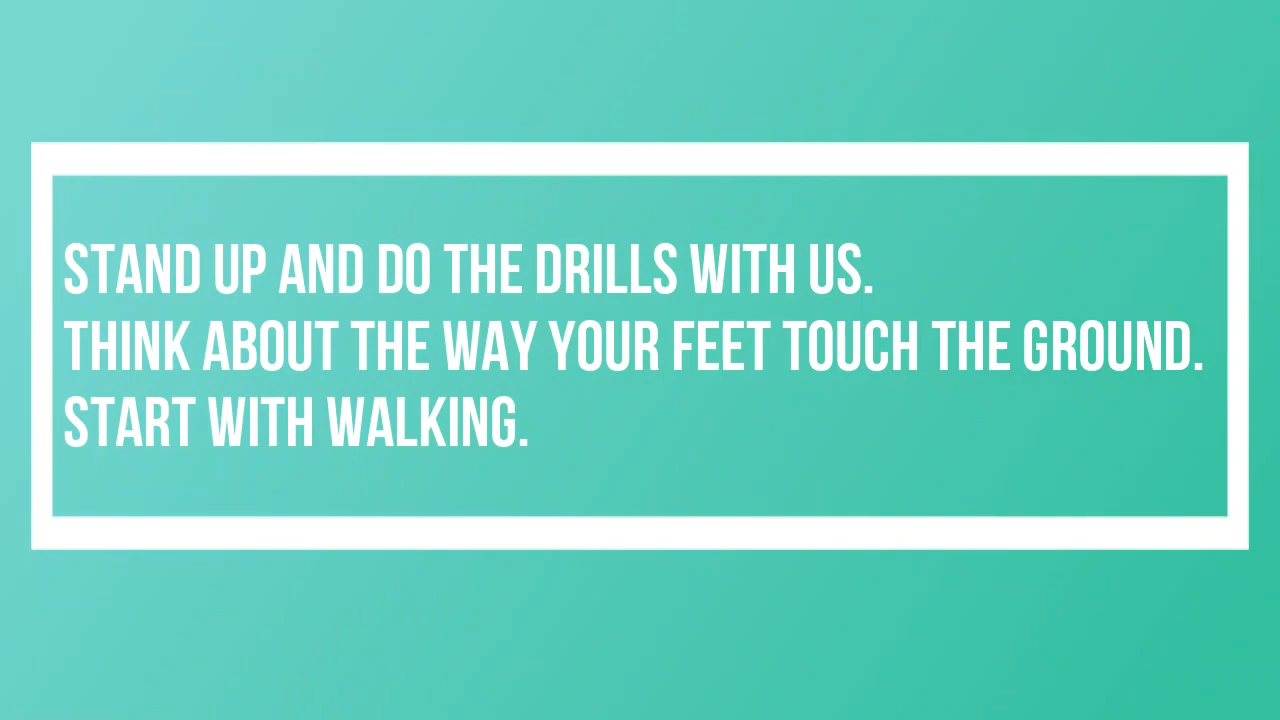 STAND UP AND DO THE DRILLS WITH US.
THINK ABOUT THE WAY YOUR FEET TOUCH THE GROUND.
START WITH WALKING.